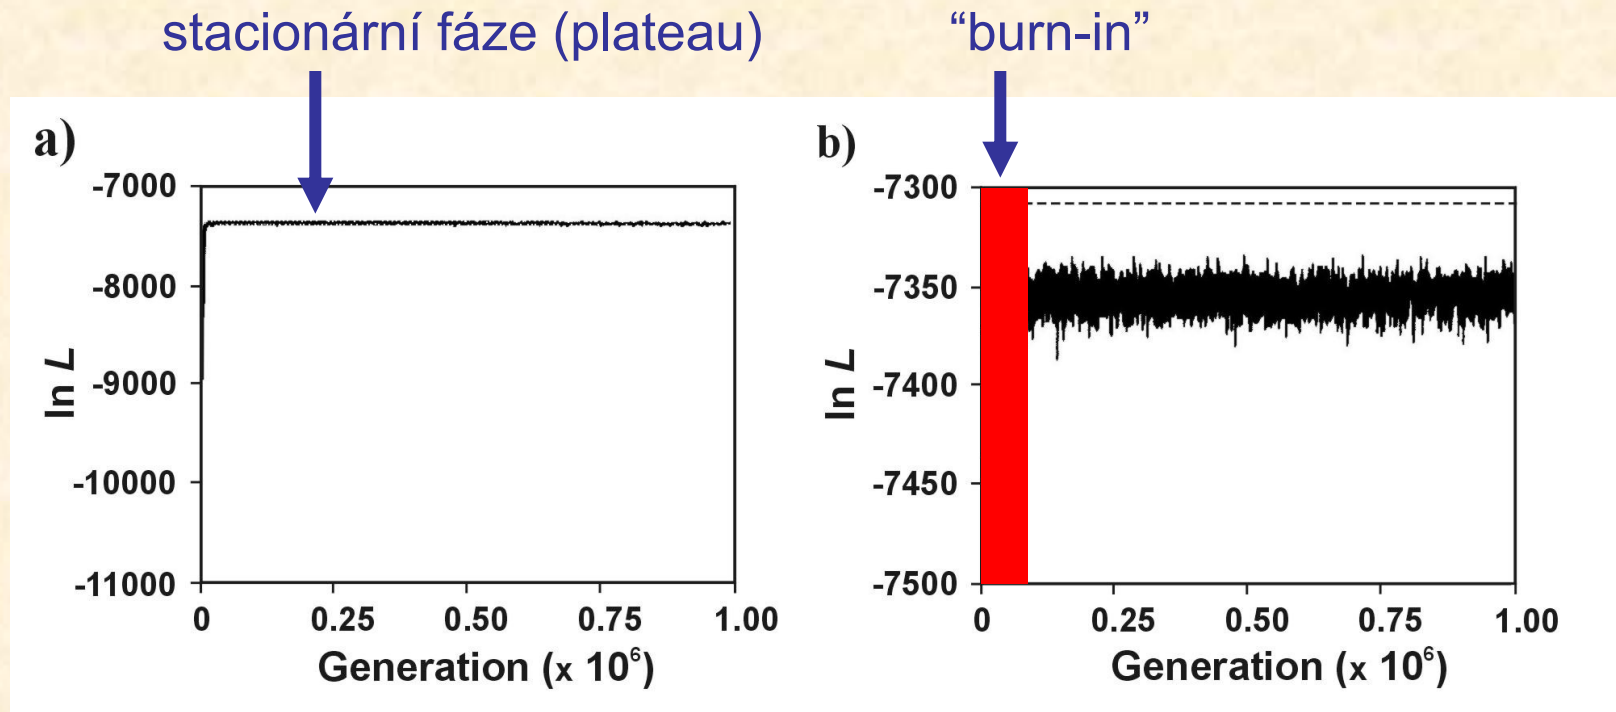 stacionární fáze (plateau)
“burn-in”
a)
-7000
-8000
-9000
-10000
-11000
ln L
0 0.25 0.50 0.75 1.00
Generation (x 10⁶)
b)
-7300
-7350
-7400
-7450
-7500
ln L
0 0.25 0.50 0.75 1.00
Generation (x 10⁶)